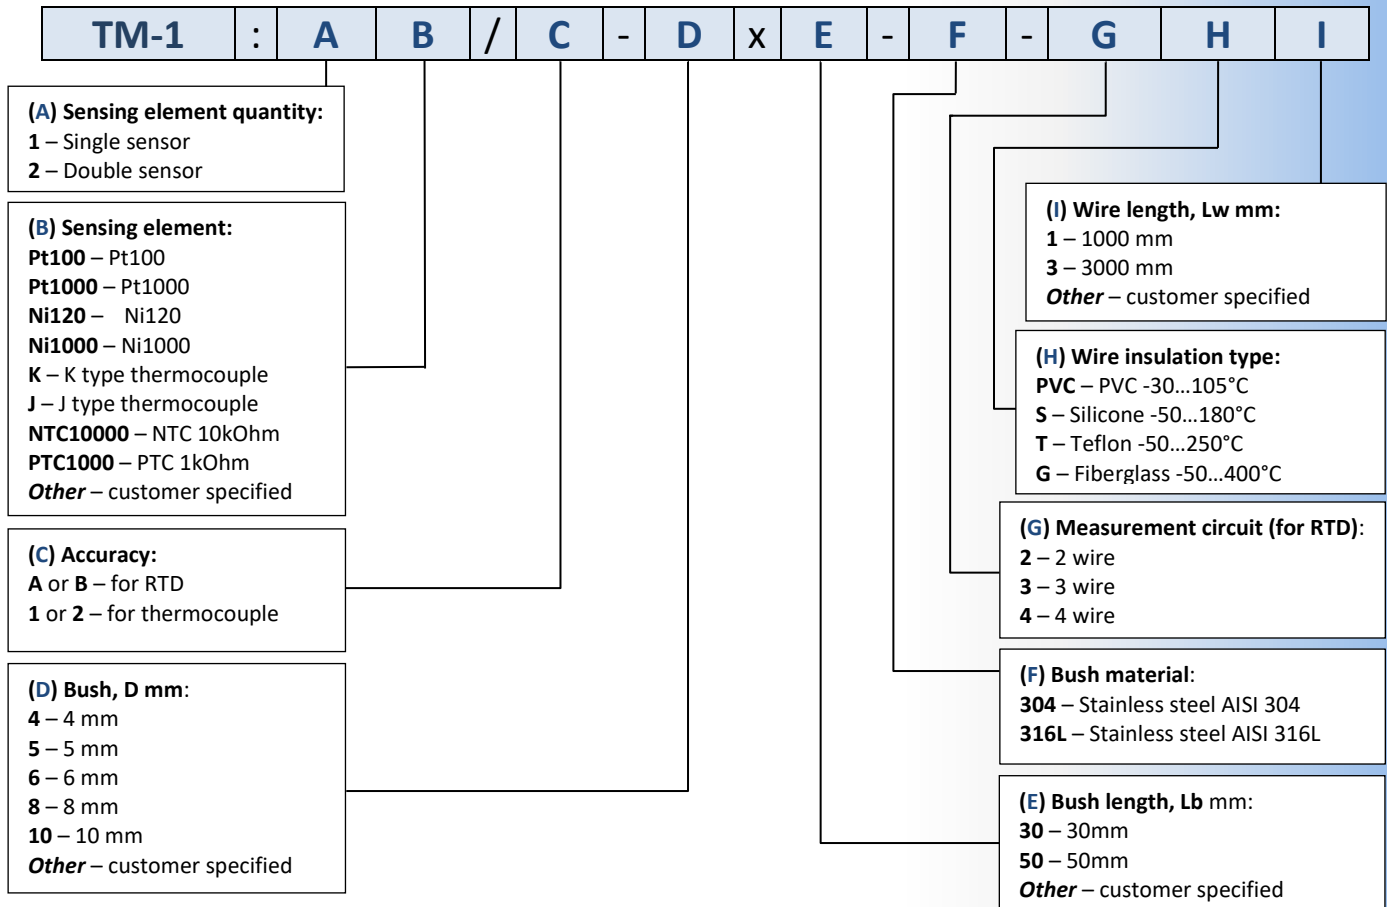 TM-1 : A B / C - D x E - F - G H I
(A) Sensing element quantity:
1 – Single sensor
2 – Double sensor
(B) Sensing element:
Pt100 – Pt100
Pt1000 – Pt1000
Ni120 – Ni120
Ni1000 – Ni1000
K – K type thermocouple
J – J type thermocouple
NTC10000 – NTC 10kOhm
PTC1000 – PTC 1kOhm
Other – customer specified
(C) Accuracy:
A or B – for RTD
1 or 2 – for thermocouple
(D) Bush, D mm:
4 – 4 mm
5 – 5 mm
6 – 6 mm
8 – 8 mm
10 – 10 mm
Other – customer specified
(I) Wire length, Lw mm:
1 – 1000 mm
3 – 3000 mm
Other – customer specified
(H) Wire insulation type:
PVC – PVC -30...105°C
S – Silicone -50...180°C
T – Teflon -50...250°C
G – Fiberglass -50...400°C
(G) Measurement circuit (for RTD):
2 – 2 wire
3 – 3 wire
4 – 4 wire
(F) Bush material:
304 – Stainless steel AISI 304
316L – Stainless steel AISI 316L
(E) Bush length, Lb mm:
30 – 30mm
50 – 50mm
Other – customer specified